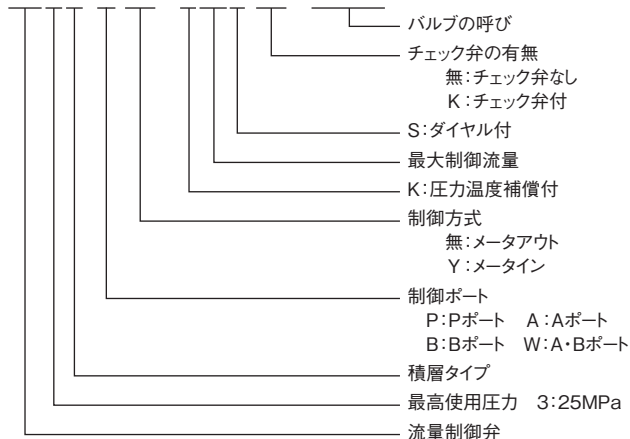 バルブの呼び
チェック弁の有無
無:チェック弁なし
K:チェック弁付
S:ダイヤル付
最大制御流量
K:圧力温度補償付
制御方式
無:メータアウト
Y:メータイン
制御ポート
P:Pポート A:Aポート
B:Bポート W:A・Bポート
積層タイプ
最高使用圧力 3:25MPa
流量制御弁